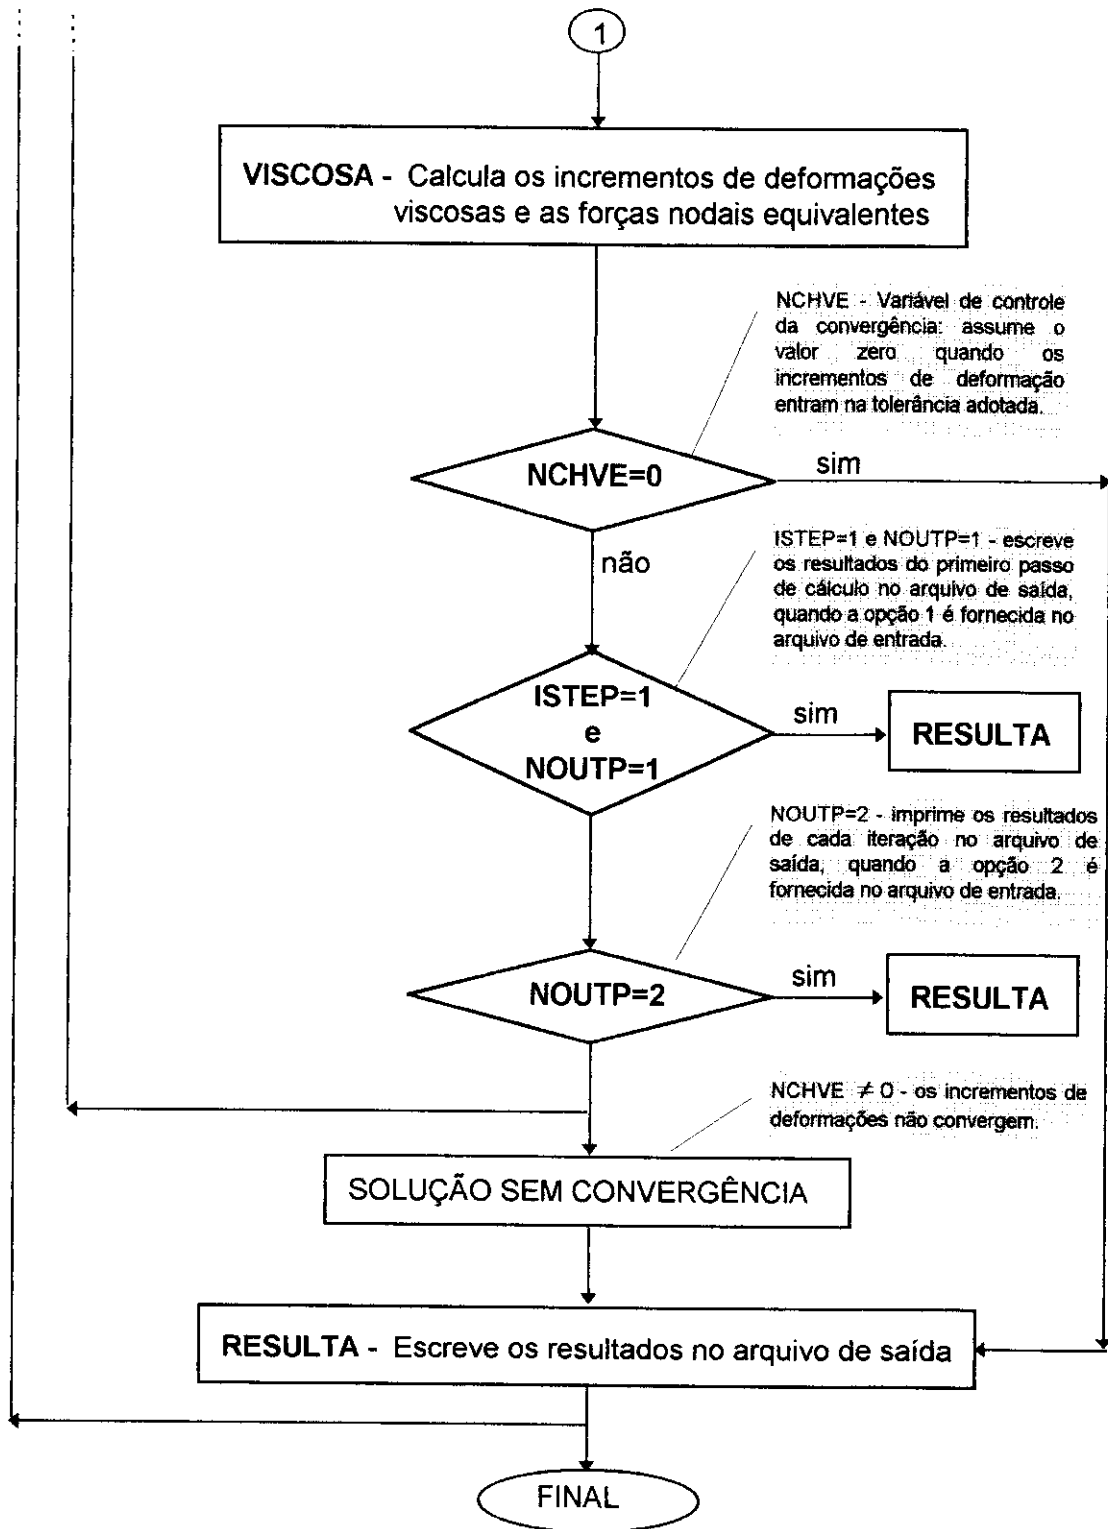 1
VISCOSA - Calcula os incrementos de deformações
viscosas e as forças nodais equivalentes
NCHVE - Variável de controle
da convergência: assume o
valor zero quando os
incrementos de deformação
entram na tolerância adotada.
NCHVE=0
sim
não
ISTEP=1 e NOUTP=1 - escreve
os resultados do primeiro passo
de cálculo no arquivo de saída,
quando a opção 1 é fornecida no
arquivo de entrada.
ISTEP=1
e
NOUTP=1
sim
RESULTA
NOUTP=2 - imprime os resultados
de cada iteração no arquivo de
saída, quando a opção 2 é
fornecida no arquivo de entrada.
NOUTP=2
sim
RESULTA
NCHVE ≠ 0 - os incrementos de
deformações não convergem.
SOLUÇÃO SEM CONVERGÊNCIA
RESULTA - Escreve os resultados no arquivo de saída
FINAL